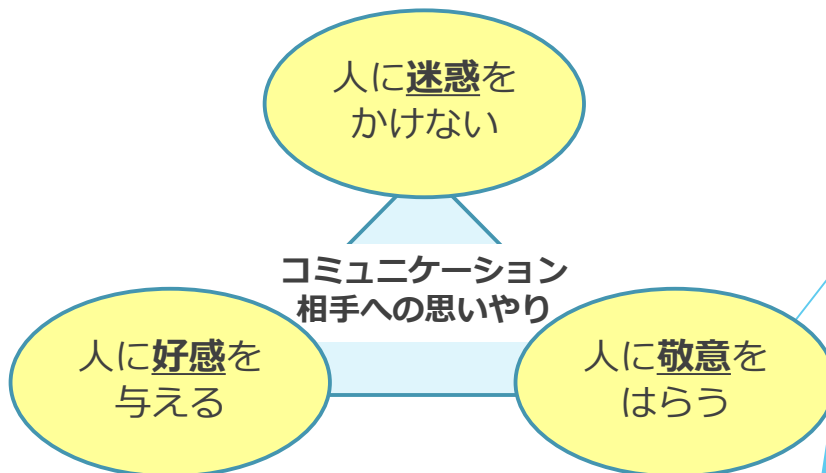 人に迷惑を
かけない
コミュニケーション
相手への思いやり
人に好感を
与える
人に敬意を
はらう